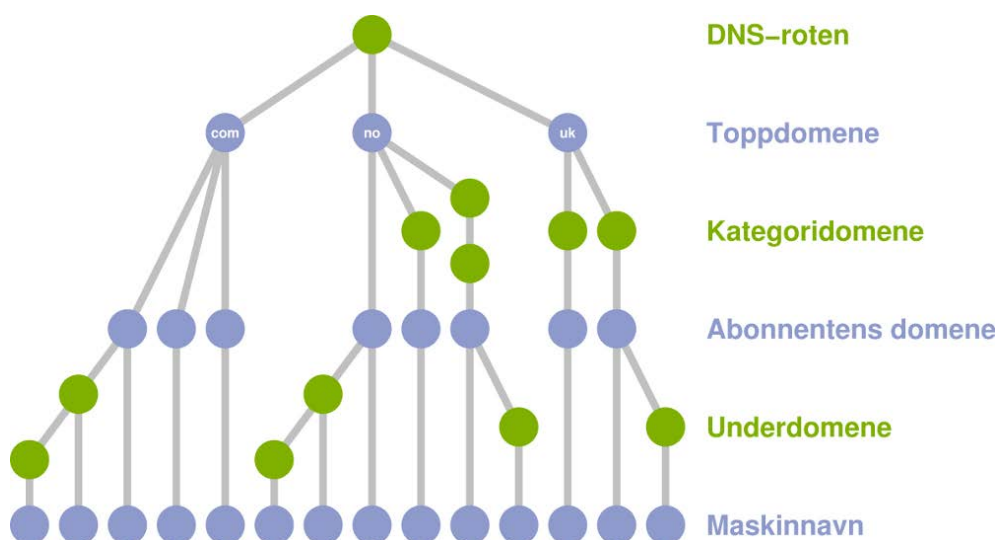 DNS–roten
com
no
uk
Toppdomene
Kategoridomene
Abonnentens domene
Underdomene
Maskinnavn